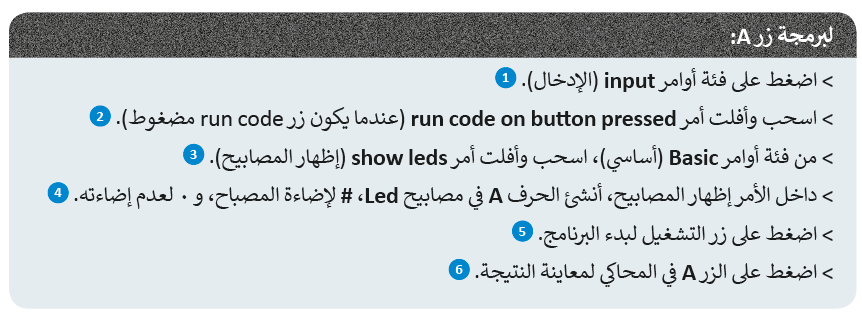 لبرمجة زر A:
> اضغط على فئة أوامر input (الإدخال). 1
> اسحب وأفلت أمر run code on button pressed (عندما يكون زر run code مضغوط). 2
> من فئة أوامر Basic (أساسي)، اسحب وأفلت أمر show leds (إظهار المصابيح). 3
> داخل الأمر إظهار المصابيح، أنشئ الحرف A في مصابيح Led، # لإضاءة المصباح، و ٠ لعدم إضاءته. 4
> اضغط على زر التشغيل لبدء البرنامج. 5
> اضغط على الزر A في المحاكي لمعاينة النتيجة. 6